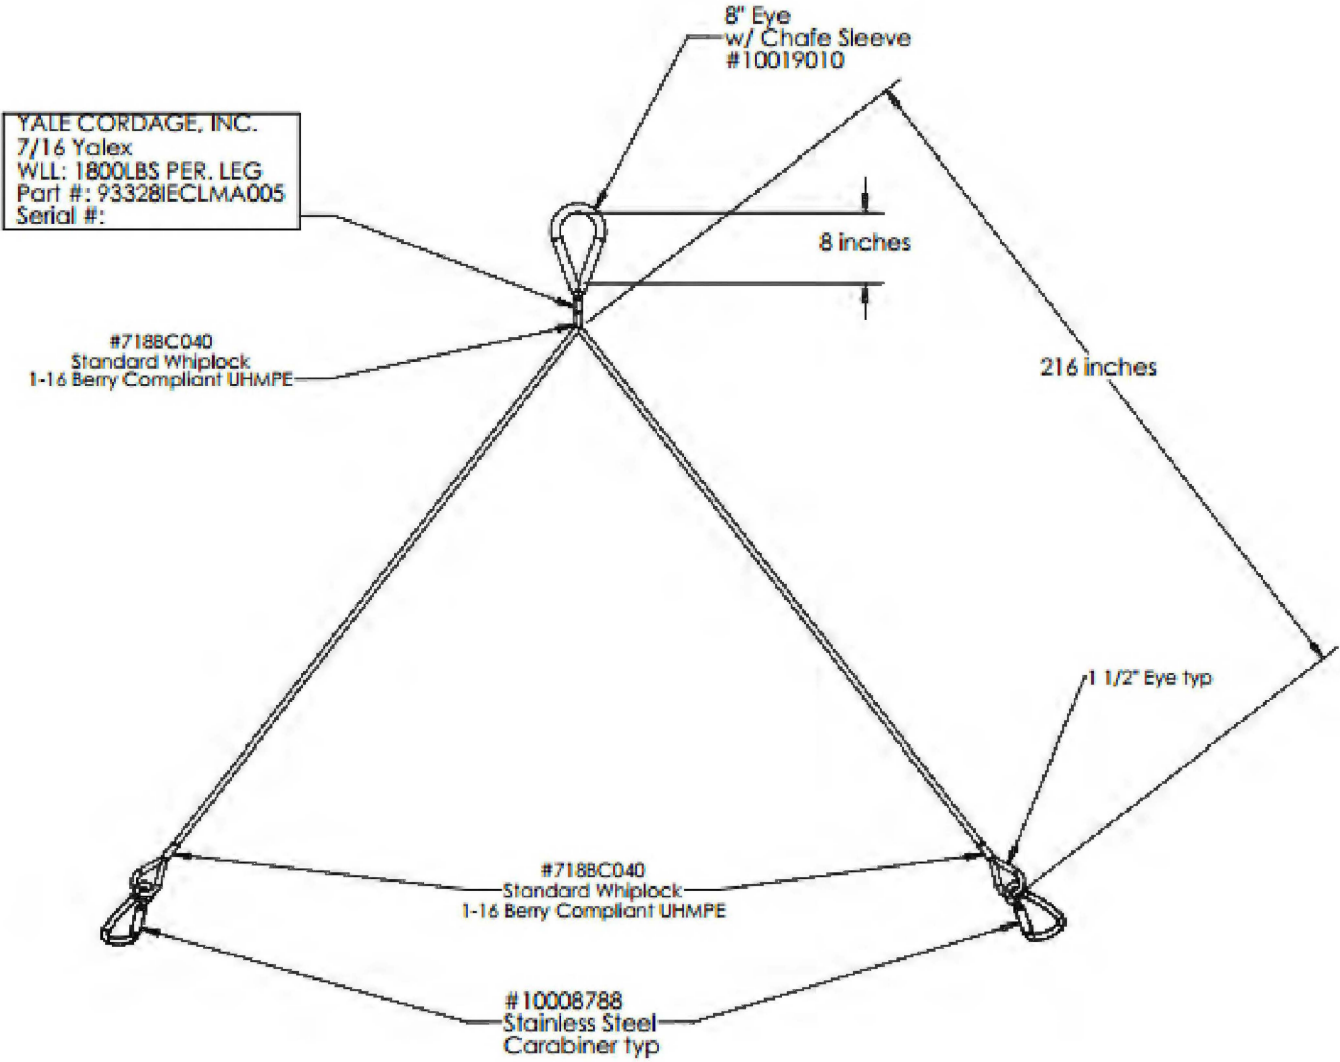 8" Eye
w/ Chafe Sleeve
#10019010
YALE CORDAGE, INC.
7/16 Yalex
WLL: 1800LBS PER. LEG
Part #: 93328IECLMA005
Serial #:
8 inches
#718BC040
Standard Whiplock
1-16 Berry Compliant UHMPE
216 inches
1 1/2" Eye typ
#718BC040
Standard Whiplock
1-16 Berry Compliant UHMPE
#10008788
Stainless Steel
Carabiner typ